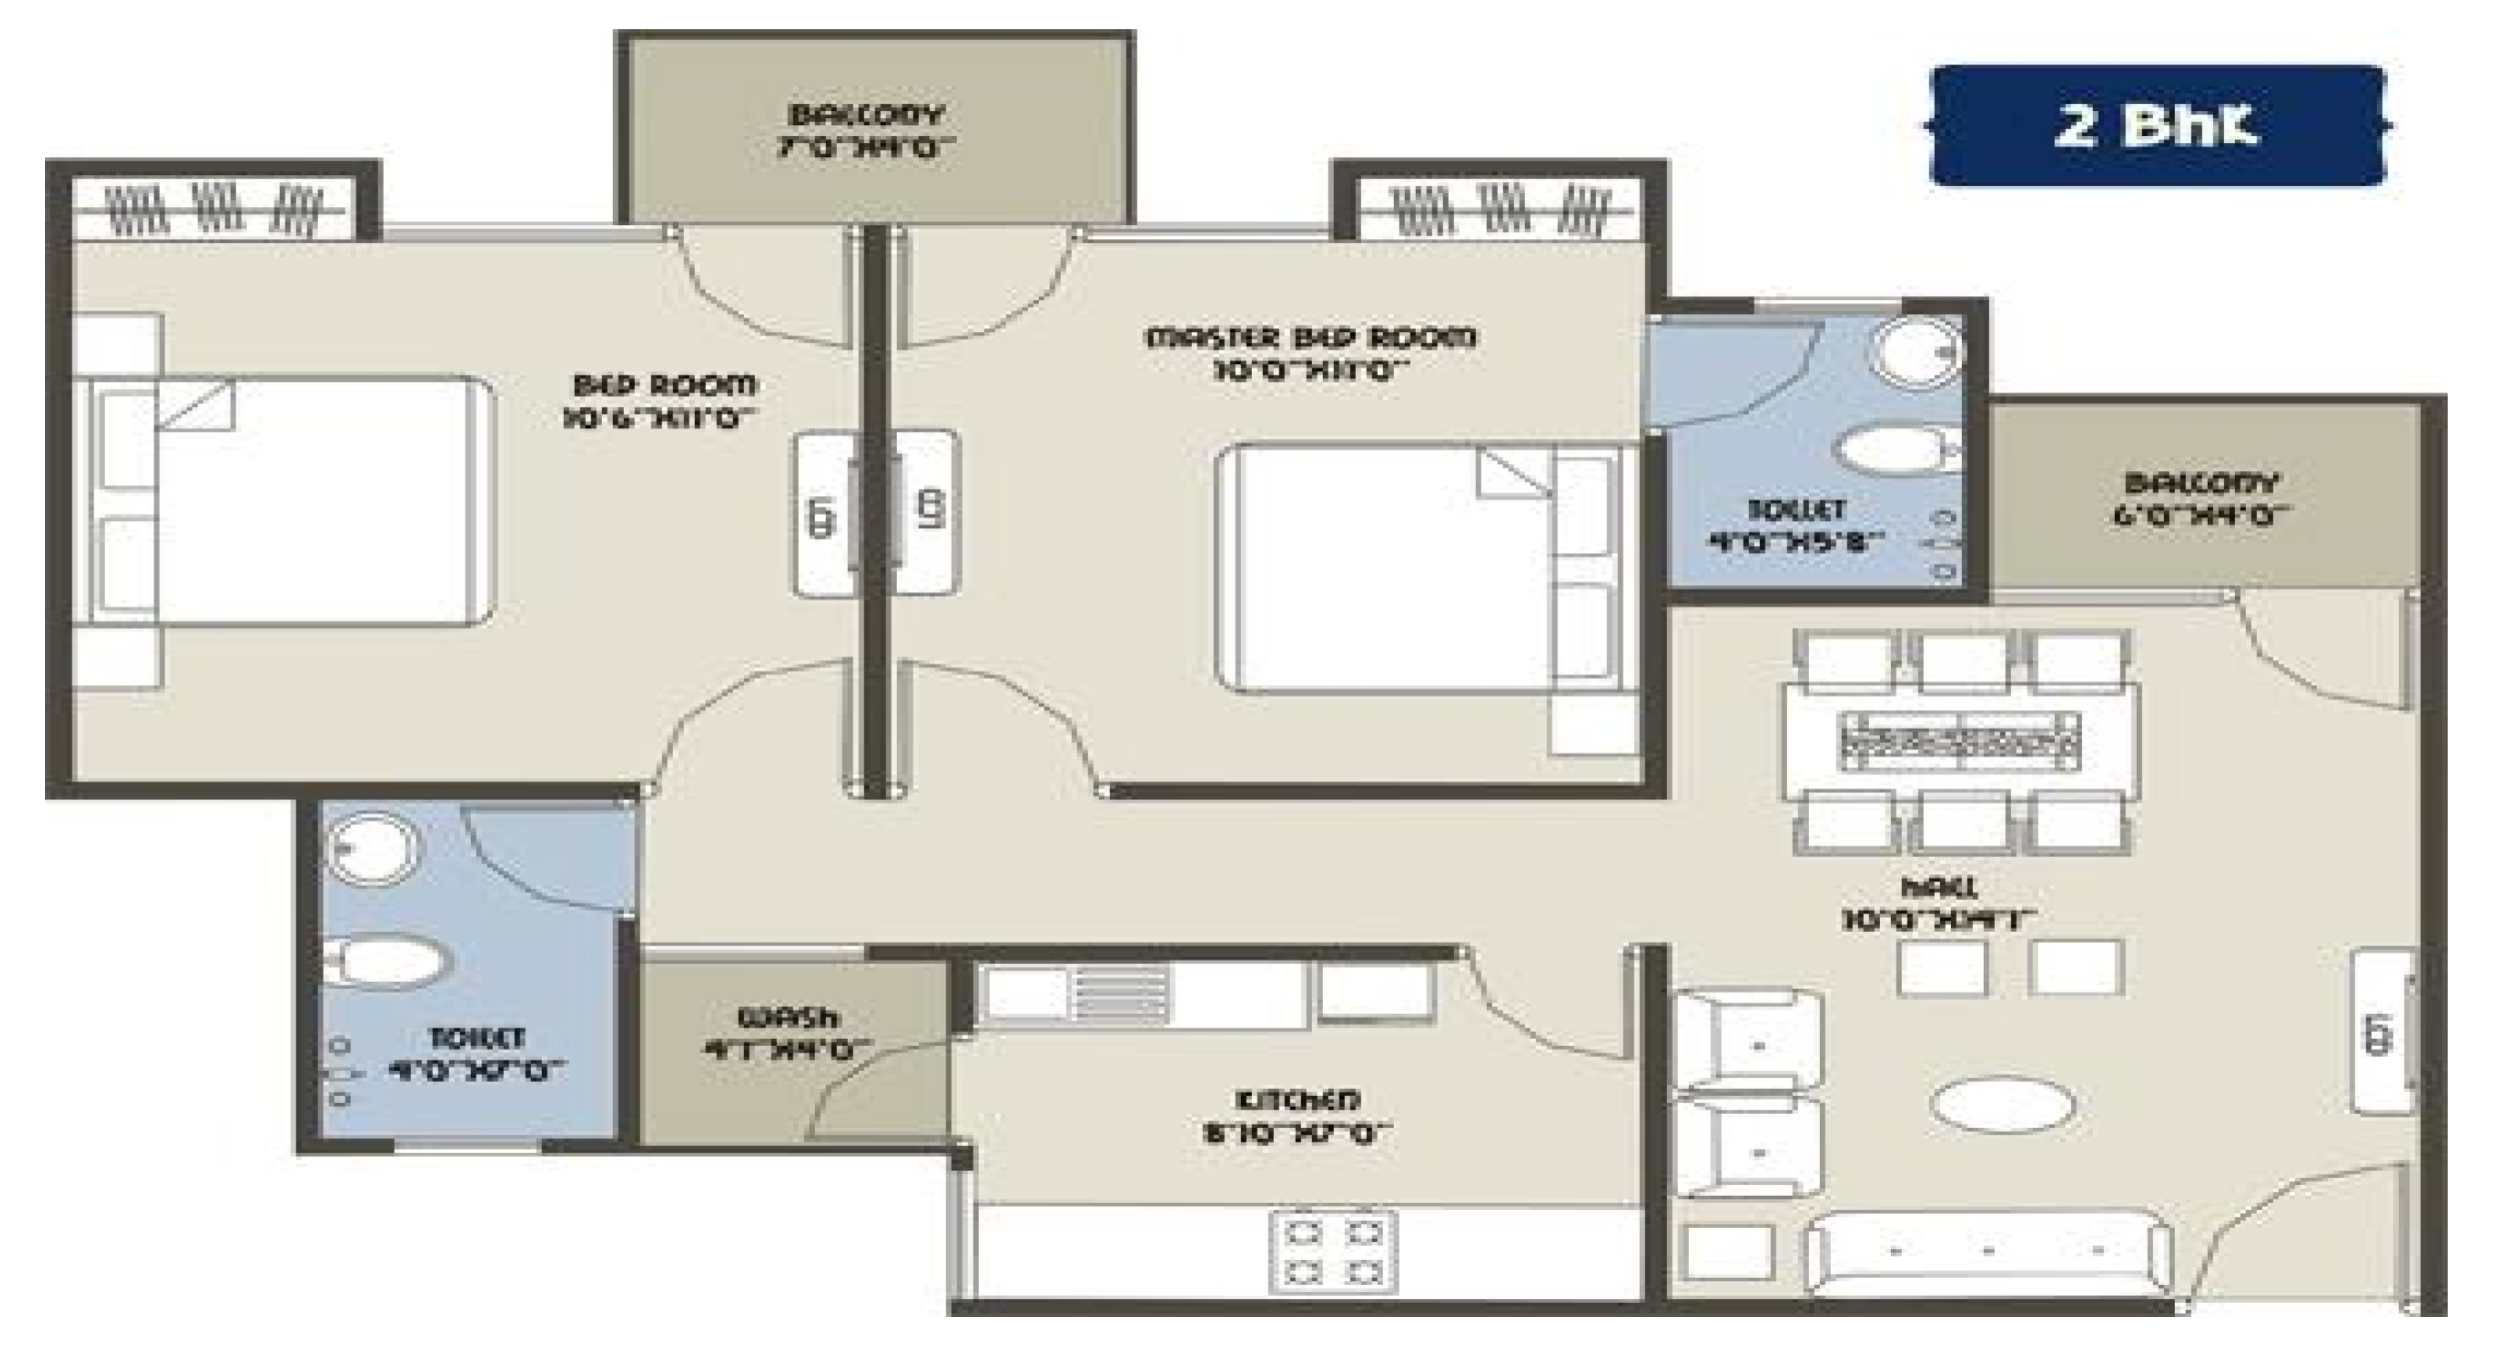 BALCONY
7'0"X4'0"
2 BHK
MASTER BED ROOM
10'0"X11'0"
BED ROOM
10'6"X11'0"
BALCONY
6'0"X4'0"
TOILET
4'0"X5'8"
HALL
10'0"X14'1"
WASH
4'1"X4'0"
TOILET
4'0"X7'0"
KITCHEN
8'10"X7'0"